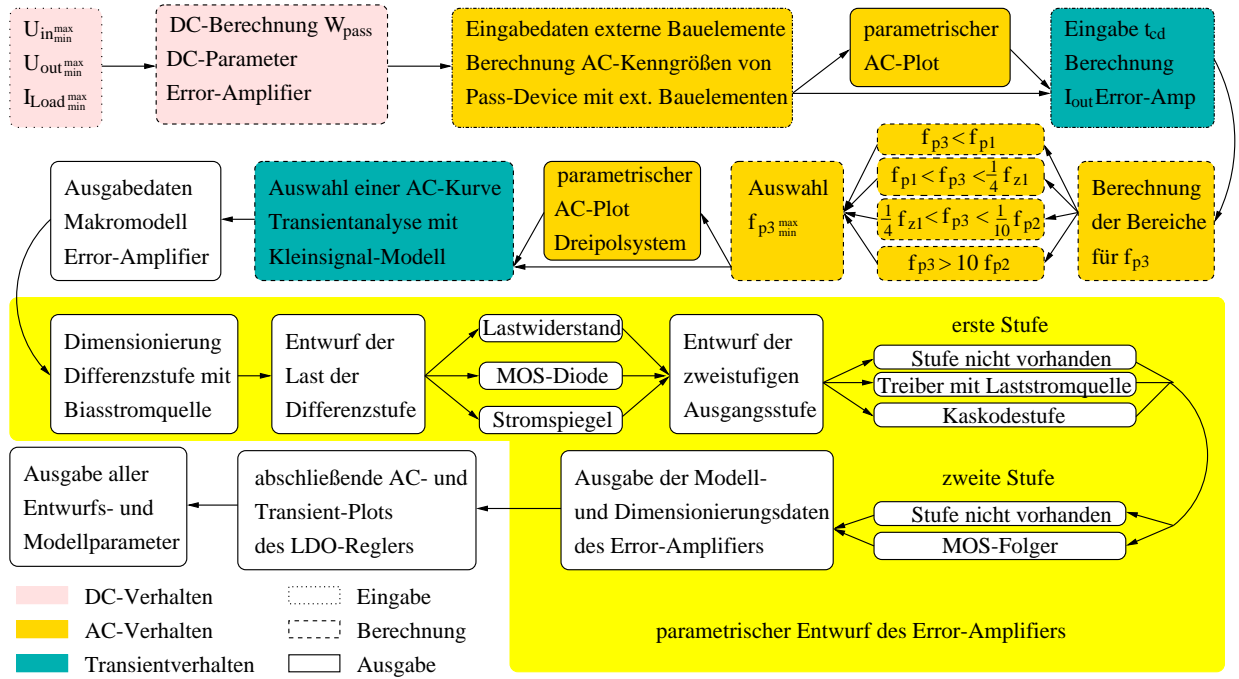 U_in max min
U_out max min
I_Load max min
DC-Berechnung W_pass
DC-Parameter
Error-Amplifier
Eingabedaten externe Bauelemente
Berechnung AC-Kenngrößen von
Pass-Device mit ext. Bauelementen
parametrischer
AC-Plot
Eingabe t_cd
Berechnung
I_out Error-Amp
Berechnung
der Bereiche
für f_p3
f_p3 < f_p1
f_p1 < f_p3 < 1/4 f_z1
1/4 f_z1 < f_p3 < 1/10 f_p2
f_p3 > 10 f_p2
Auswahl
f_p3 max min
parametrischer
AC-Plot
Dreipolsystem
Auswahl einer AC-Kurve
Transientanalyse mit
Kleinsignal-Modell
Ausgabedaten
Makromodell
Error-Amplifier
Dimensionierung
Differenzstufe mit
Biasstromquelle
Entwurf der
Last der
Differenzstufe
Lastwiderstand
MOS-Diode
Stromspiegel
Entwurf der
zweistufigen
Ausgangsstufe
erste Stufe
Stufe nicht vorhanden
Treiber mit Laststromquelle
Kaskodestufe
zweite Stufe
Stufe nicht vorhanden
MOS-Folger
Ausgabe der Modell-
und Dimensionierungsdaten
des Error-Amplifiers
abschließende AC- und
Transient-Plots
des LDO-Reglers
Ausgabe aller
Entwurfs- und
Modellparameter
DC-Verhalten
AC-Verhalten
Transientverhalten
Eingabe
Berechnung
Ausgabe
parametrischer Entwurf des Error-Amplifiers